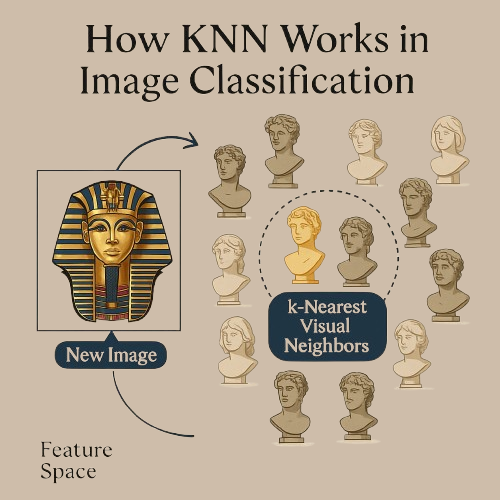 How KNN Works in
Image Classification
New Image
k-Nearest
Visual
Neighbors
Feature
Space